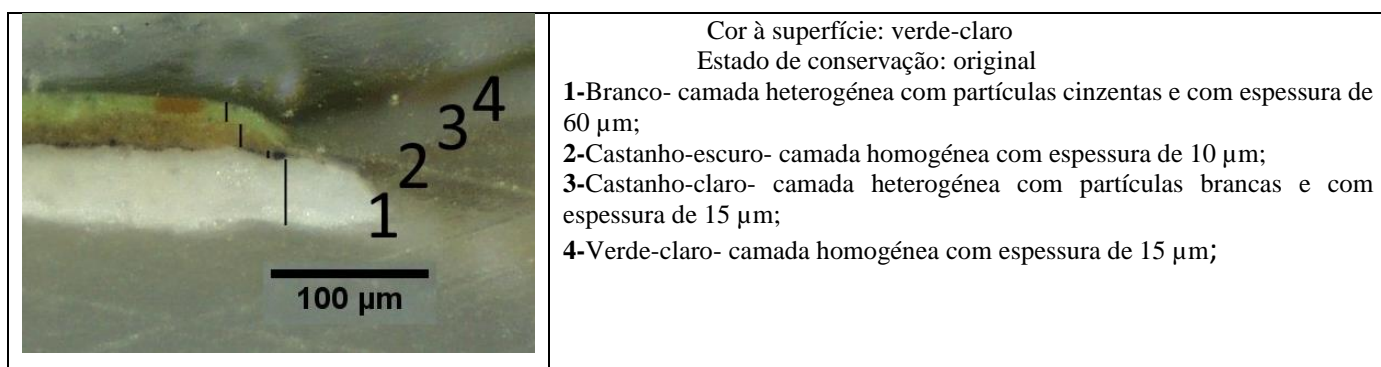 4
3
2
1
100 µm
Cor à superfície: verde-claro
Estado de conservação: original
1-Branco- camada heterogénea com partículas cinzentas e com espessura de
60 µm;
2-Castanho-escuro- camada homogénea com espessura de 10 µm;
3-Castanho-claro- camada heterogénea com partículas brancas e com
espessura de 15 µm;
4-Verde-claro- camada homogénea com espessura de 15 µm;